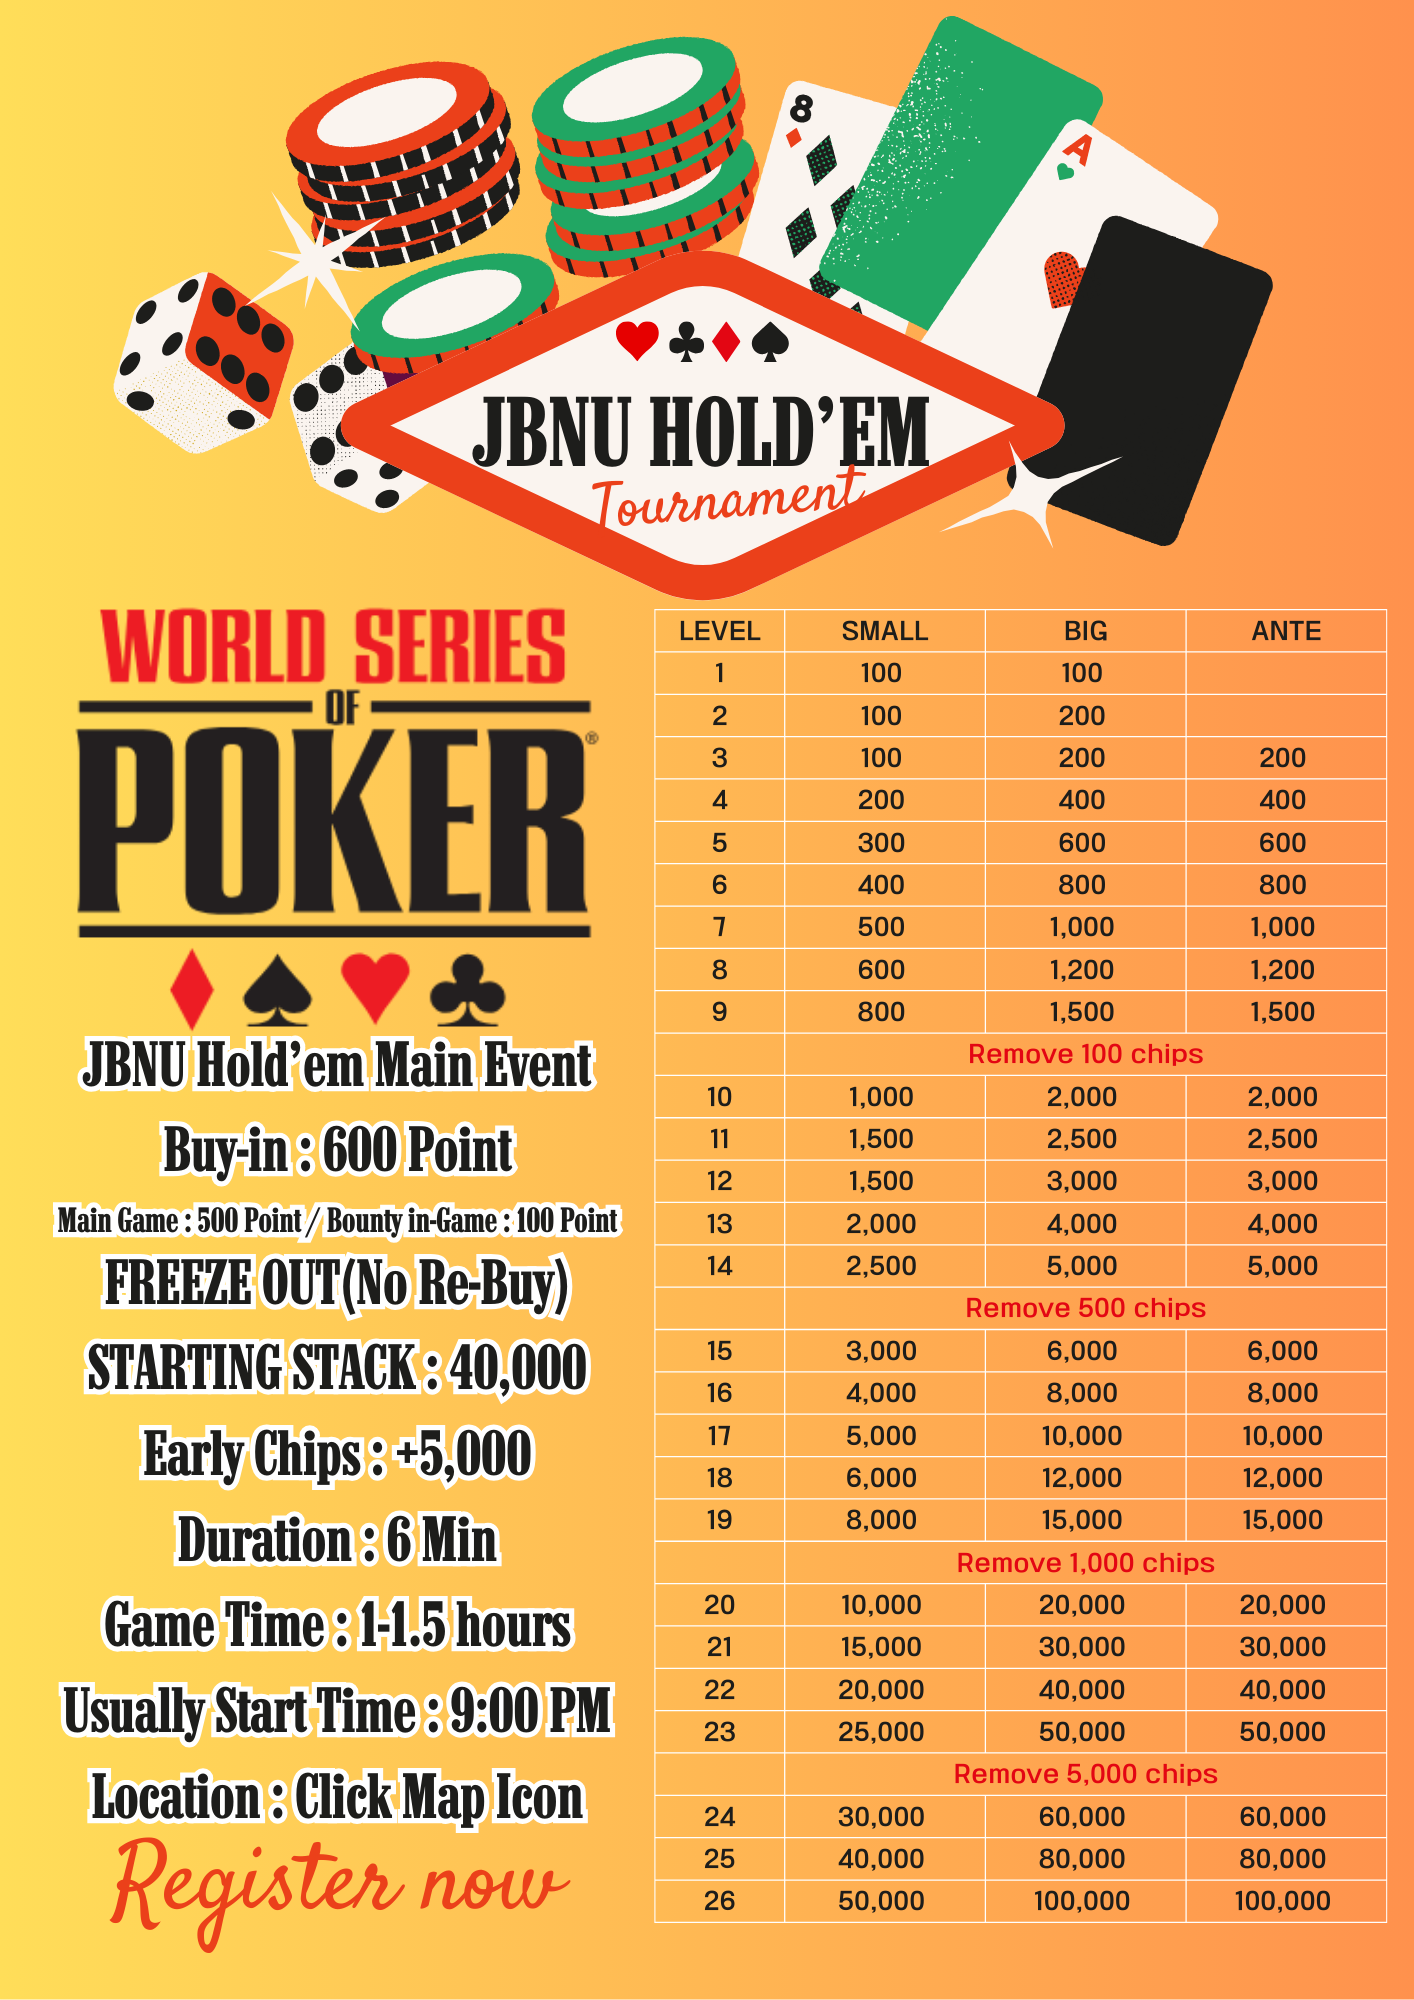 8
A
JBNU HOLD'EM
Tournament
WORLD SERIES
OF
POKER®
JBNU Hold'em Main Event
Buy-in : 600 Point
Main Game : 500 Point / Bounty in-Game : 100 Point
FREEZE OUT(No Re-Buy)
STARTING STACK : 40,000
Early Chips : +5,000
Duration : 6 Min
Game Time : 1-1.5 hours
Usually Start Time : 9:00 PM
Location : Click Map Icon
Register now
LEVEL SMALL BIG ANTE
1 100 100
2 100 200
3 100 200 200
4 200 400 400
5 300 600 600
6 400 800 800
7 500 1,000 1,000
8 600 1,200 1,200
9 800 1,500 1,500
Remove 100 chips
10 1,000 2,000 2,000
11 1,500 2,500 2,500
12 1,500 3,000 3,000
13 2,000 4,000 4,000
14 2,500 5,000 5,000
Remove 500 chips
15 3,000 6,000 6,000
16 4,000 8,000 8,000
17 5,000 10,000 10,000
18 6,000 12,000 12,000
19 8,000 15,000 15,000
Remove 1,000 chips
20 10,000 20,000 20,000
21 15,000 30,000 30,000
22 20,000 40,000 40,000
23 25,000 50,000 50,000
Remove 5,000 chips
24 30,000 60,000 60,000
25 40,000 80,000 80,000
26 50,000 100,000 100,000